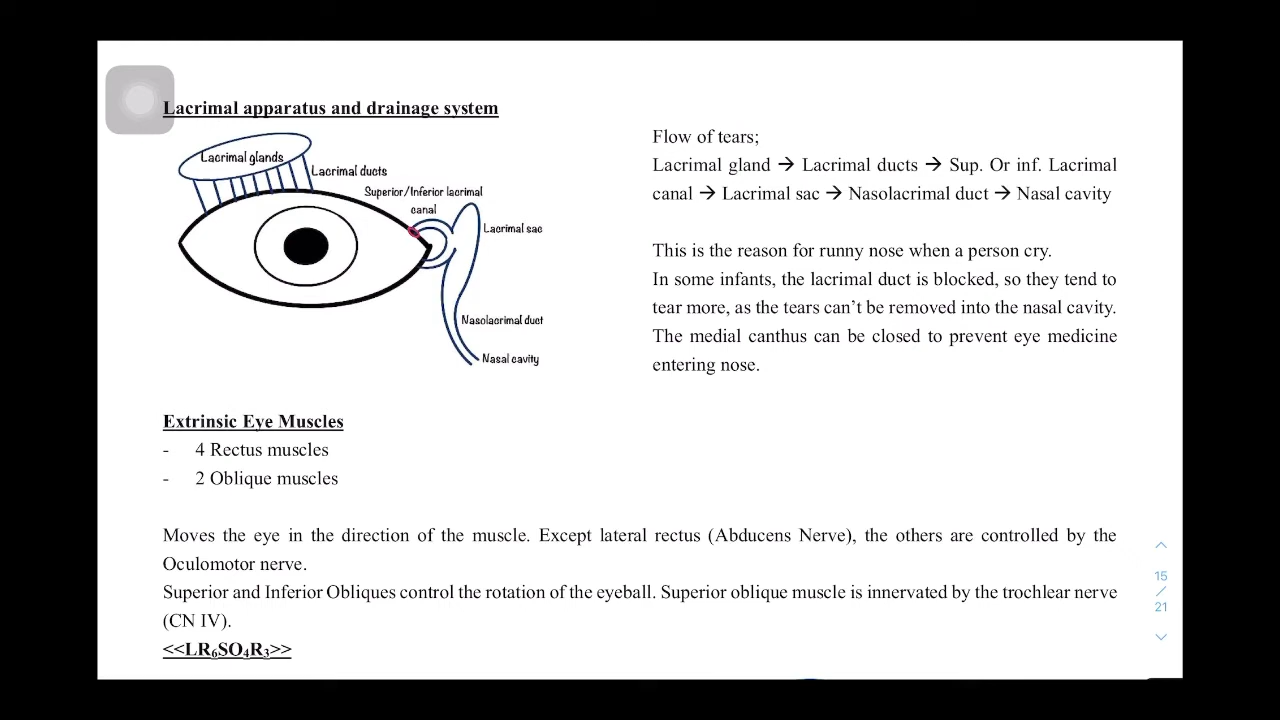 Lacrimal apparatus and drainage system
Lacrimal glands
Lacrimal ducts
Superior/Inferior lacrimal
canal
Lacrimal sac
Nasolacrimal duct
Nasal cavity
Flow of tears;
Lacrimal gland → Lacrimal ducts → Sup. Or inf. Lacrimal
canal → Lacrimal sac → Nasolacrimal duct → Nasal cavity
This is the reason for runny nose when a person cry.
In some infants, the lacrimal duct is blocked, so they tend to
tear more, as the tears can't be removed into the nasal cavity.
The medial canthus can be closed to prevent eye medicine
entering nose.
Extrinsic Eye Muscles
- 4 Rectus muscles
- 2 Oblique muscles
Moves the eye in the direction of the muscle. Except lateral rectus (Abducens Nerve), the others are controlled by the
Oculomotor nerve.
Superior and Inferior Obliques control the rotation of the eyeball. Superior oblique muscle is innervated by the trochlear nerve
(CN IV).
<<LR₆SO₄R₃>>
15
/
21